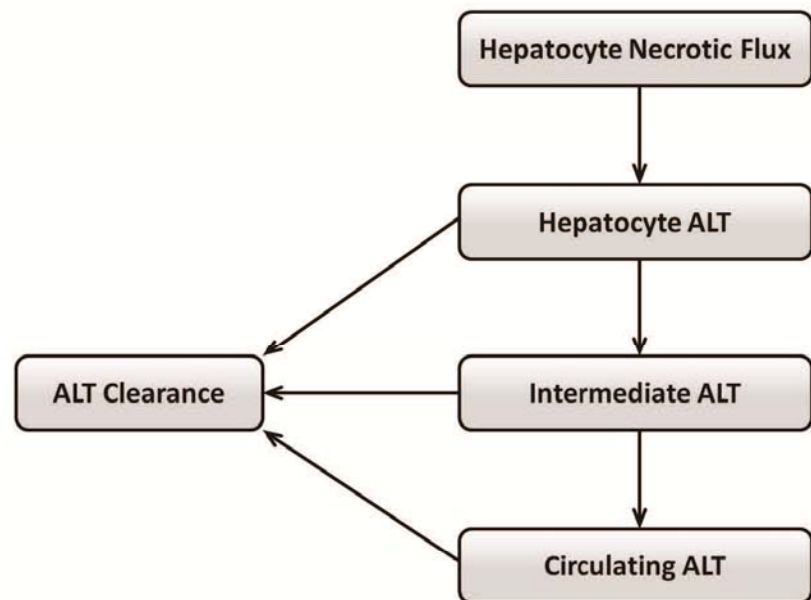 Hepatocyte Necrotic Flux
Hepatocyte ALT
ALT Clearance
Intermediate ALT
Circulating ALT